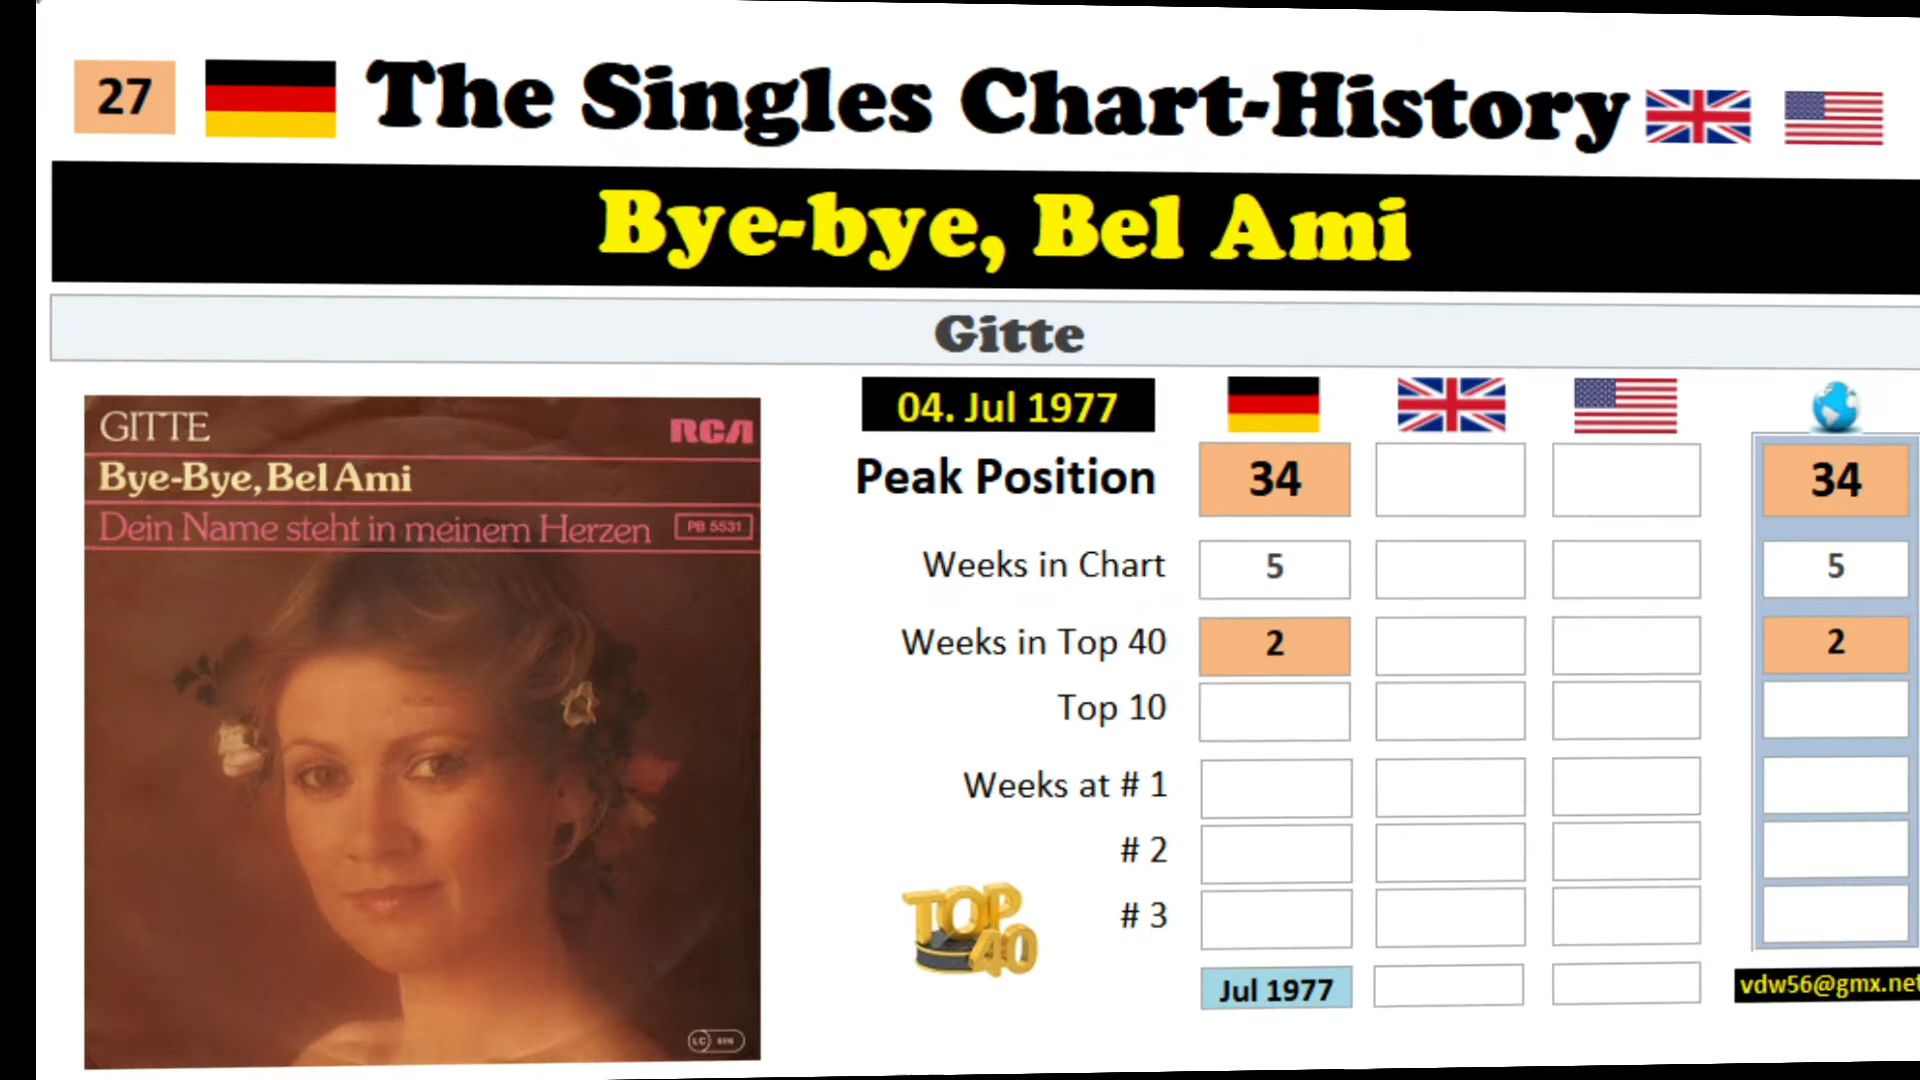 27 The Singles Chart-History
Bye-bye, Bel Ami
Gitte
GITTE RCA
Bye-Bye, Bel Ami
Dein Name steht in meinem Herzen PB 5531
LC
04. Jul 1977
Peak Position 34 34
Weeks in Chart 5 5
Weeks in Top 40 2 2
Top 10
Weeks at # 1
# 2
# 3
TOP
40
Jul 1977
vdw56@gmx.net